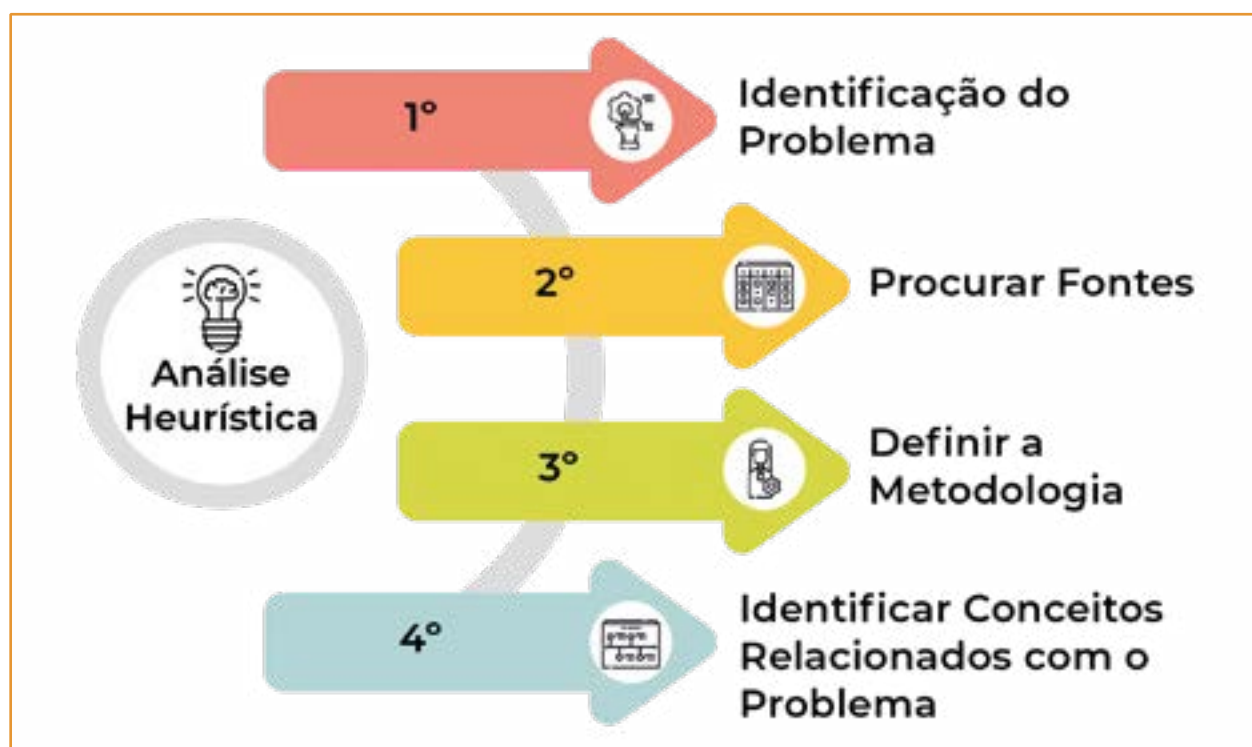 1º
Identificação do
Problema
2º
Procurar Fontes
Análise
Heurística
3º
Definir a
Metodologia
4º
Identificar Conceitos
Relacionados com o
Problema